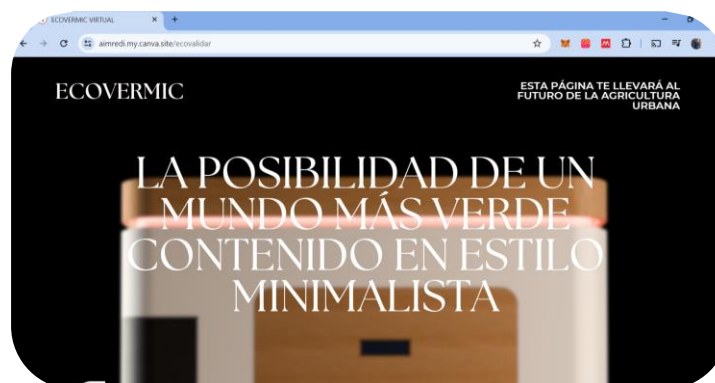 ECOVERMIC VIRTUAL
aimredi.my.canva.site/ecovalidar
ECOVERMIC
ESTA PÁGINA TE LLEVARÁ AL
FUTURO DE LA AGRICULTURA
URBANA
LA POSIBILIDAD DE UN
MUNDO MÁS VERDE
CONTENIDO EN ESTILO
MINIMALISTA